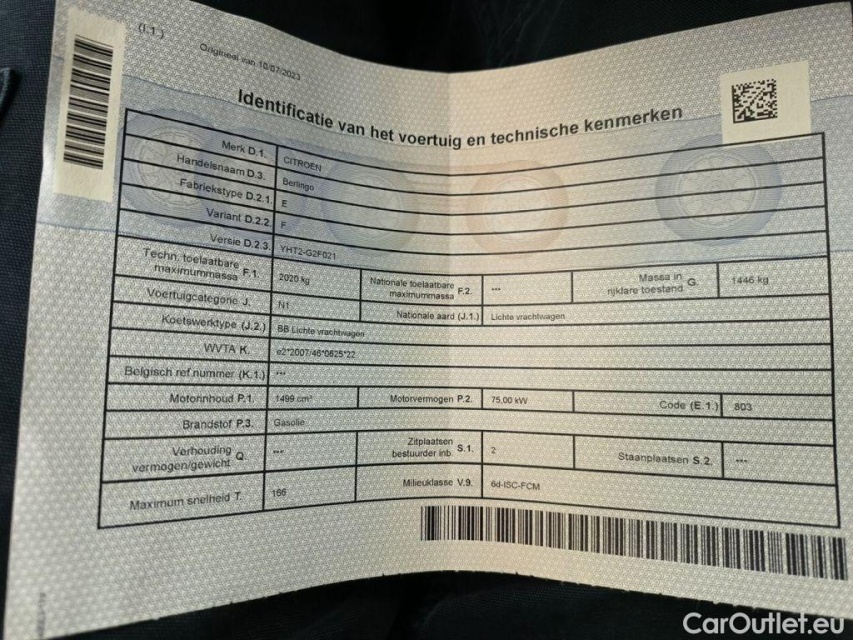 (I.1.)
Origineel van 10/07/2023
Identificatie van het voertuig en technische kenmerken
Merk D.1. CITROEN
Handelsnaam D.3. Berlingo
Fabriekstype D.2.1. E
Variant D.2.2. F
Versie D.2.3. YHT2-G2F021
Techn. toelaatbare maximummassa F.1. 2020 kg Nationale toelaatbare maximummassa F.2. --- Massa in rijklare toestand G. 1446 kg
Voertuigcategorie J. N1 Nationale aard (J.1.) Lichte vrachtwagen
Koetswerktype (J.2.) BB Lichte vrachtwagen
WVTA K. e2*2007/46*0625*22
Belgisch ref.nummer (K.1.) ---
Motorinhoud P.1. 1499 cm³ Motorvermogen P.2. 75,00 kW Code (E.1.) 803
Brandstof P.3. Gasolie
Verhouding vermogen/gewicht Q. --- Zitplaatsen bestuurder inb. S.1. 2 Staanplaatsen S.2. ---
Maximum snelheid T. 166 Milieuklasse V.9. 6d-ISC-FCM
CarOutlet.eu